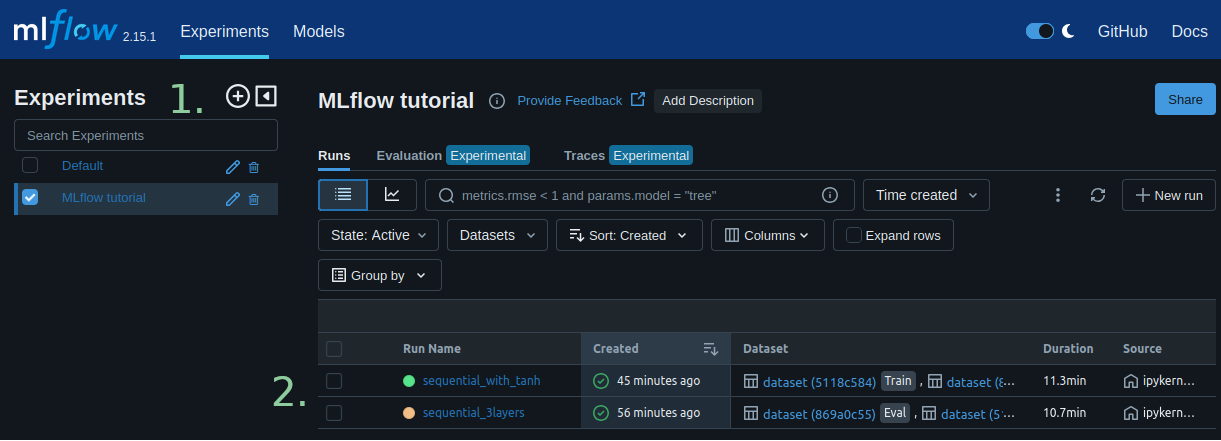 mlflow 2.15.1 Experiments Models GitHub Docs
Experiments 1.
Search Experiments
Default
MLflow tutorial
MLflow tutorial Provide Feedback Add Description Share
Runs Evaluation Experimental Traces Experimental
metrics.rmse < 1 and params.model = "tree" Time created New run
State: Active Datasets Sort: Created Columns Expand rows
Group by
Run Name Created Dataset Duration Source
2.
sequential_with_tanh 45 minutes ago dataset (5118c584) Train , dataset (8... 11.3min ipykern...
sequential_3layers 56 minutes ago dataset (869a0c55) Eval , dataset (51... 10.7min ipykern...